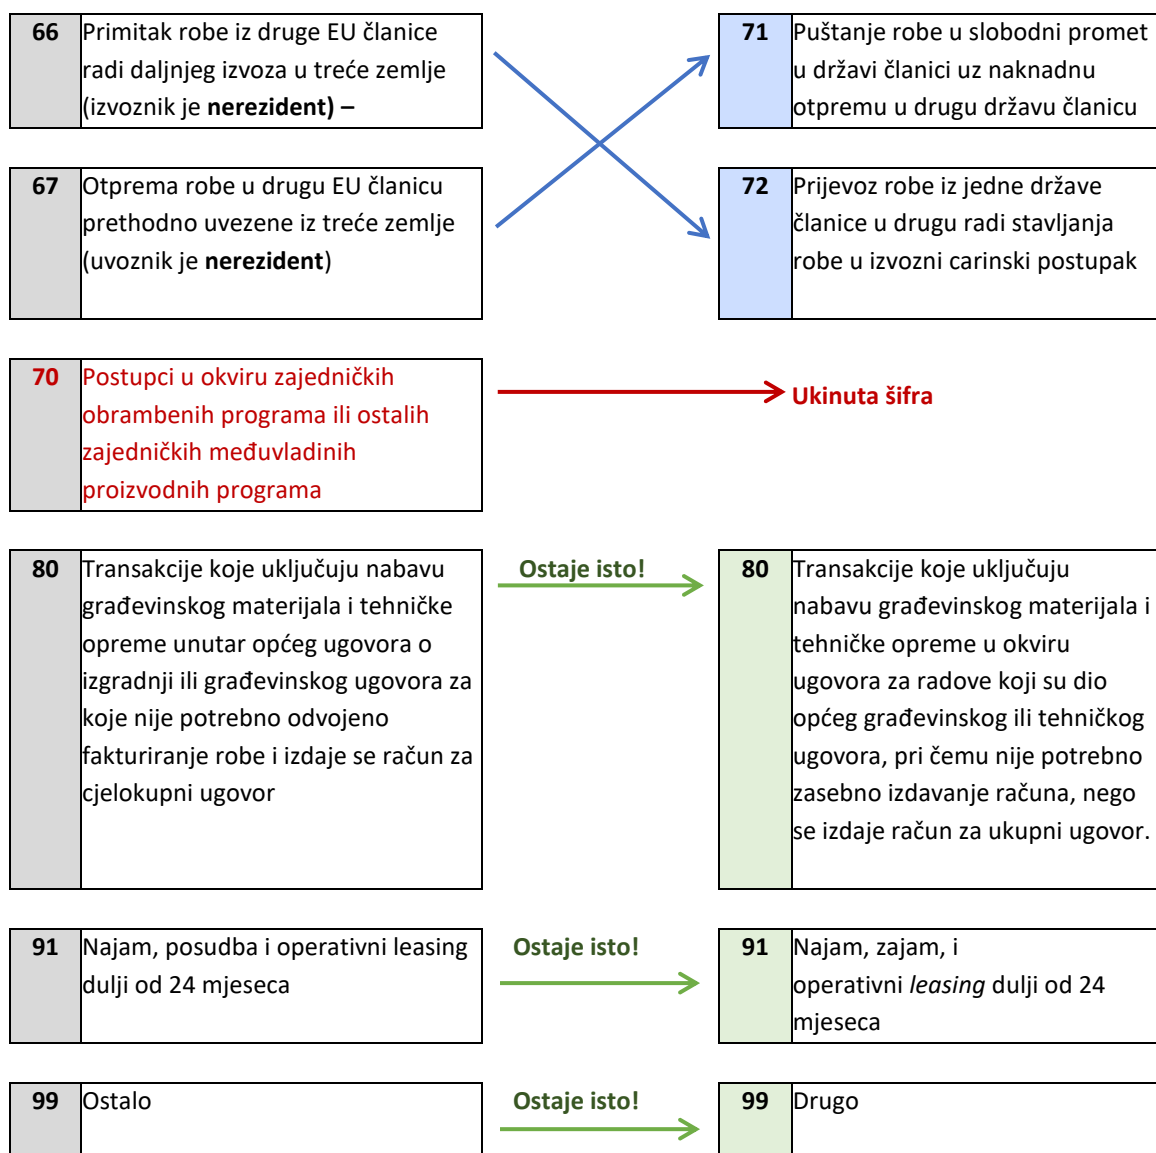 66 Primitak robe iz druge EU članice
radi daljnjeg izvoza u treće zemlje
(izvoznik je nerezident) –
71 Puštanje robe u slobodni promet
u državi članici uz naknadnu
otpremu u drugu državu članicu
67 Otprema robe u drugu EU članicu
prethodno uvezene iz treće zemlje
(uvoznik je nerezident)
72 Prijevoz robe iz jedne države
članice u drugu radi stavljanja
robe u izvozni carinski postupak
70 Postupci u okviru zajedničkih
obrambenih programa ili ostalih
zajedničkih međuvladinih
proizvodnih programa
Ukinuta šifra
80 Transakcije koje uključuju nabavu
građevinskog materijala i tehničke
opreme unutar općeg ugovora o
izgradnji ili građevinskog ugovora za
koje nije potrebno odvojeno
fakturiranje robe i izdaje se račun za
cjelokupni ugovor
Ostaje isto!
80 Transakcije koje uključuju
nabavu građevinskog materijala i
tehničke opreme u okviru
ugovora za radove koji su dio
općeg građevinskog ili tehničkog
ugovora, pri čemu nije potrebno
zasebno izdavanje računa, nego
se izdaje račun za ukupni ugovor.
91 Najam, posudba i operativni leasing
dulji od 24 mjeseca
Ostaje isto!
91 Najam, zajam, i
operativni leasing dulji od 24
mjeseca
99 Ostalo
Ostaje isto!
99 Drugo